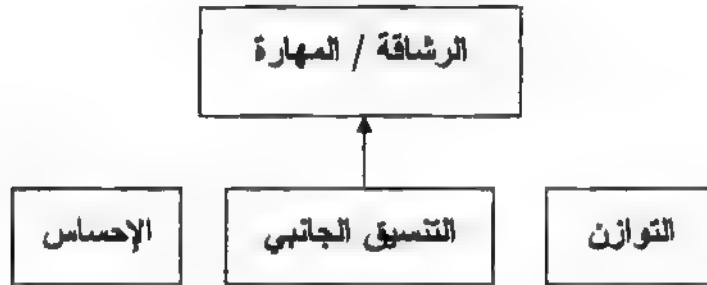 الرشاقة / المهارة
التوازن
التنسيق الجانبي
الإحساس